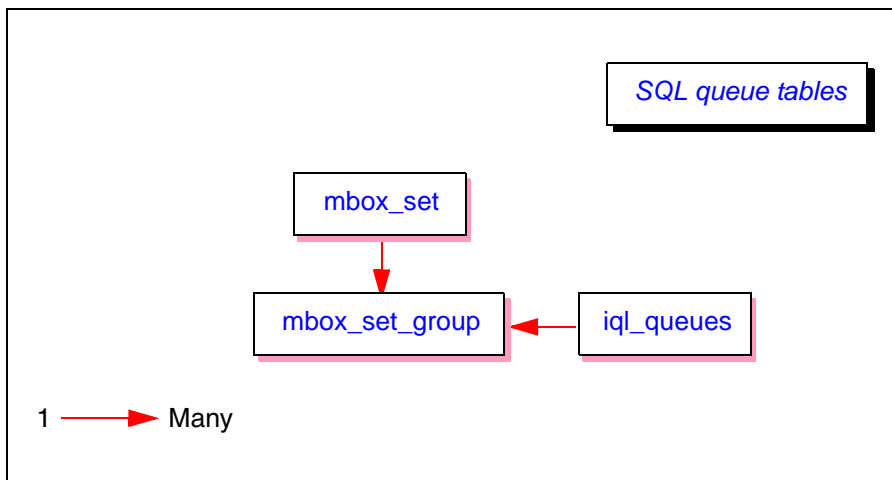 SQL queue tables
mbox_set
mbox_set_group
iql_queues
1 Many